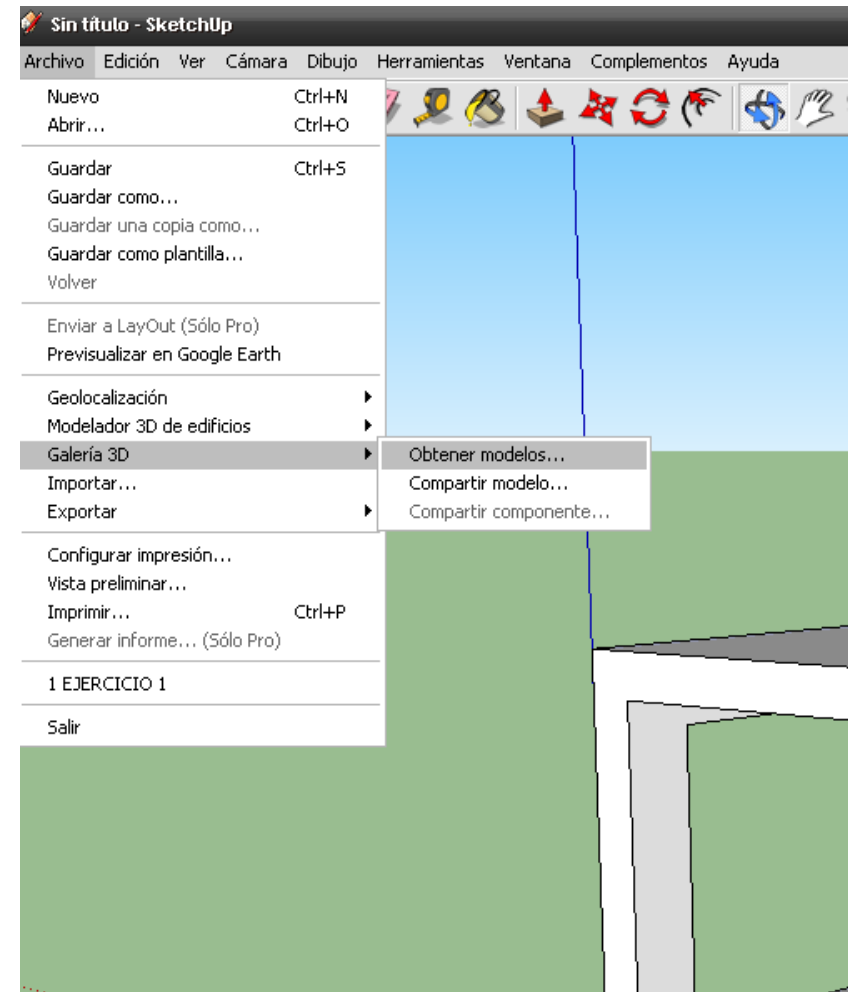 Sin título - SketchUp
Archivo Edición Ver Cámara Dibujo Herramientas Ventana Complementos Ayuda
Nuevo Ctrl+N
Abrir... Ctrl+O
Guardar Ctrl+S
Guardar como...
Guardar una copia como...
Guardar como plantilla...
Volver
Enviar a LayOut (Sólo Pro)
Previsualizar en Google Earth
Geolocalización
Modelador 3D de edificios
Galería 3D
Obtener modelos...
Importar...
Compartir modelo...
Exportar
Compartir componente...
Configurar impresión...
Vista preliminar...
Imprimir... Ctrl+P
Generar informe... (Sólo Pro)
1 EJERCICIO 1
Salir